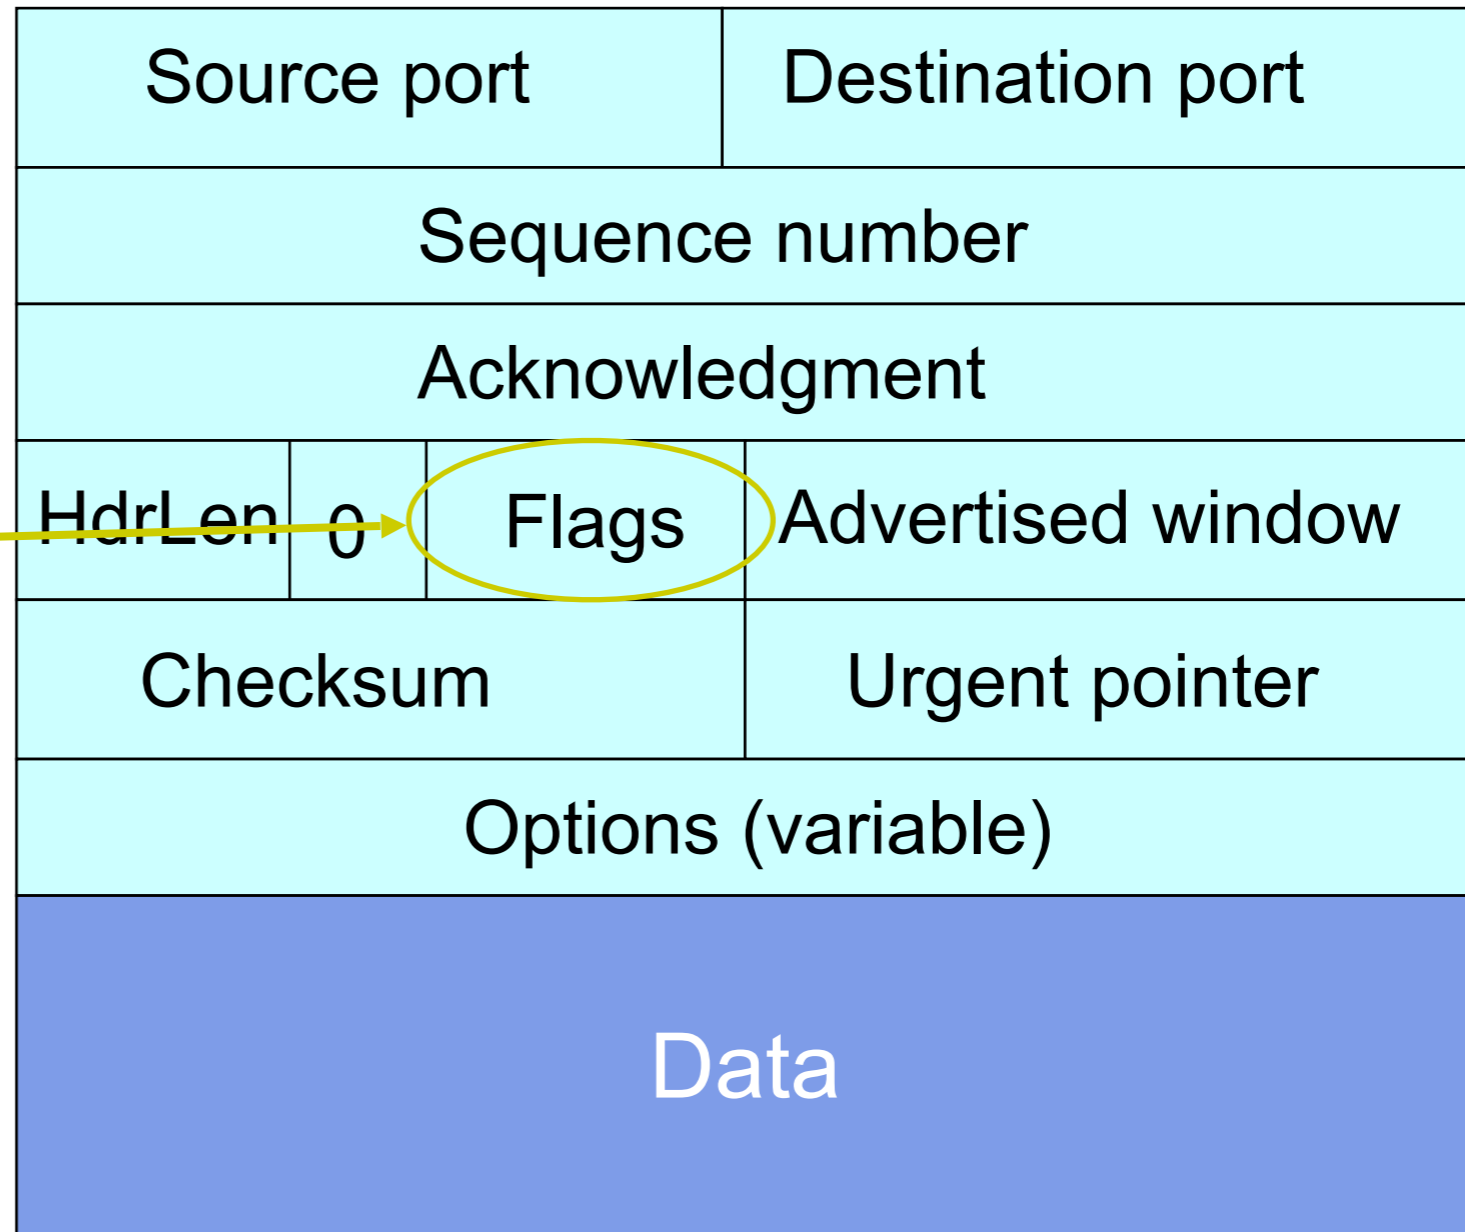 Source port Destination port
Sequence number
Acknowledgment
HdrLen 0 Flags Advertised window
Checksum Urgent pointer
Options (variable)
Data